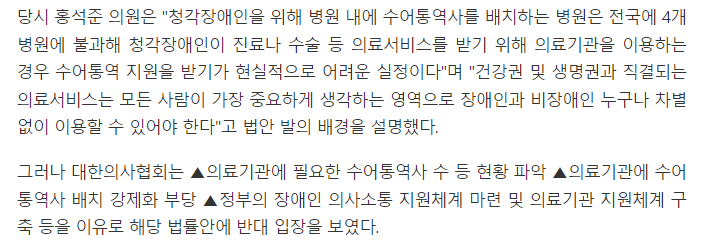 당시 홍석준 의원은 "청각장애인을 위해 병원 내에 수어통역사를 배치하는 병원은 전국에 4개
병원에 불과해 청각장애인이 진료나 수술 등 의료서비스를 받기 위해 의료기관을 이용하는
경우 수어통역 지원을 받기가 현실적으로 어려운 실정이다"며 "건강권 및 생명권과 직결되는
의료서비스는 모든 사람이 가장 중요하게 생각하는 영역으로 장애인과 비장애인 누구나 차별
없이 이용할 수 있어야 한다"고 법안 발의 배경을 설명했다.
그러나 대한의사협회는 ▲의료기관에 필요한 수어통역사 수 등 현황 파악 ▲의료기관에 수어
통역사 배치 강제화 부당 ▲정부의 장애인 의사소통 지원체계 마련 및 의료기관 지원체계 구
축 등을 이유로 해당 법률안에 반대 입장을 보였다.